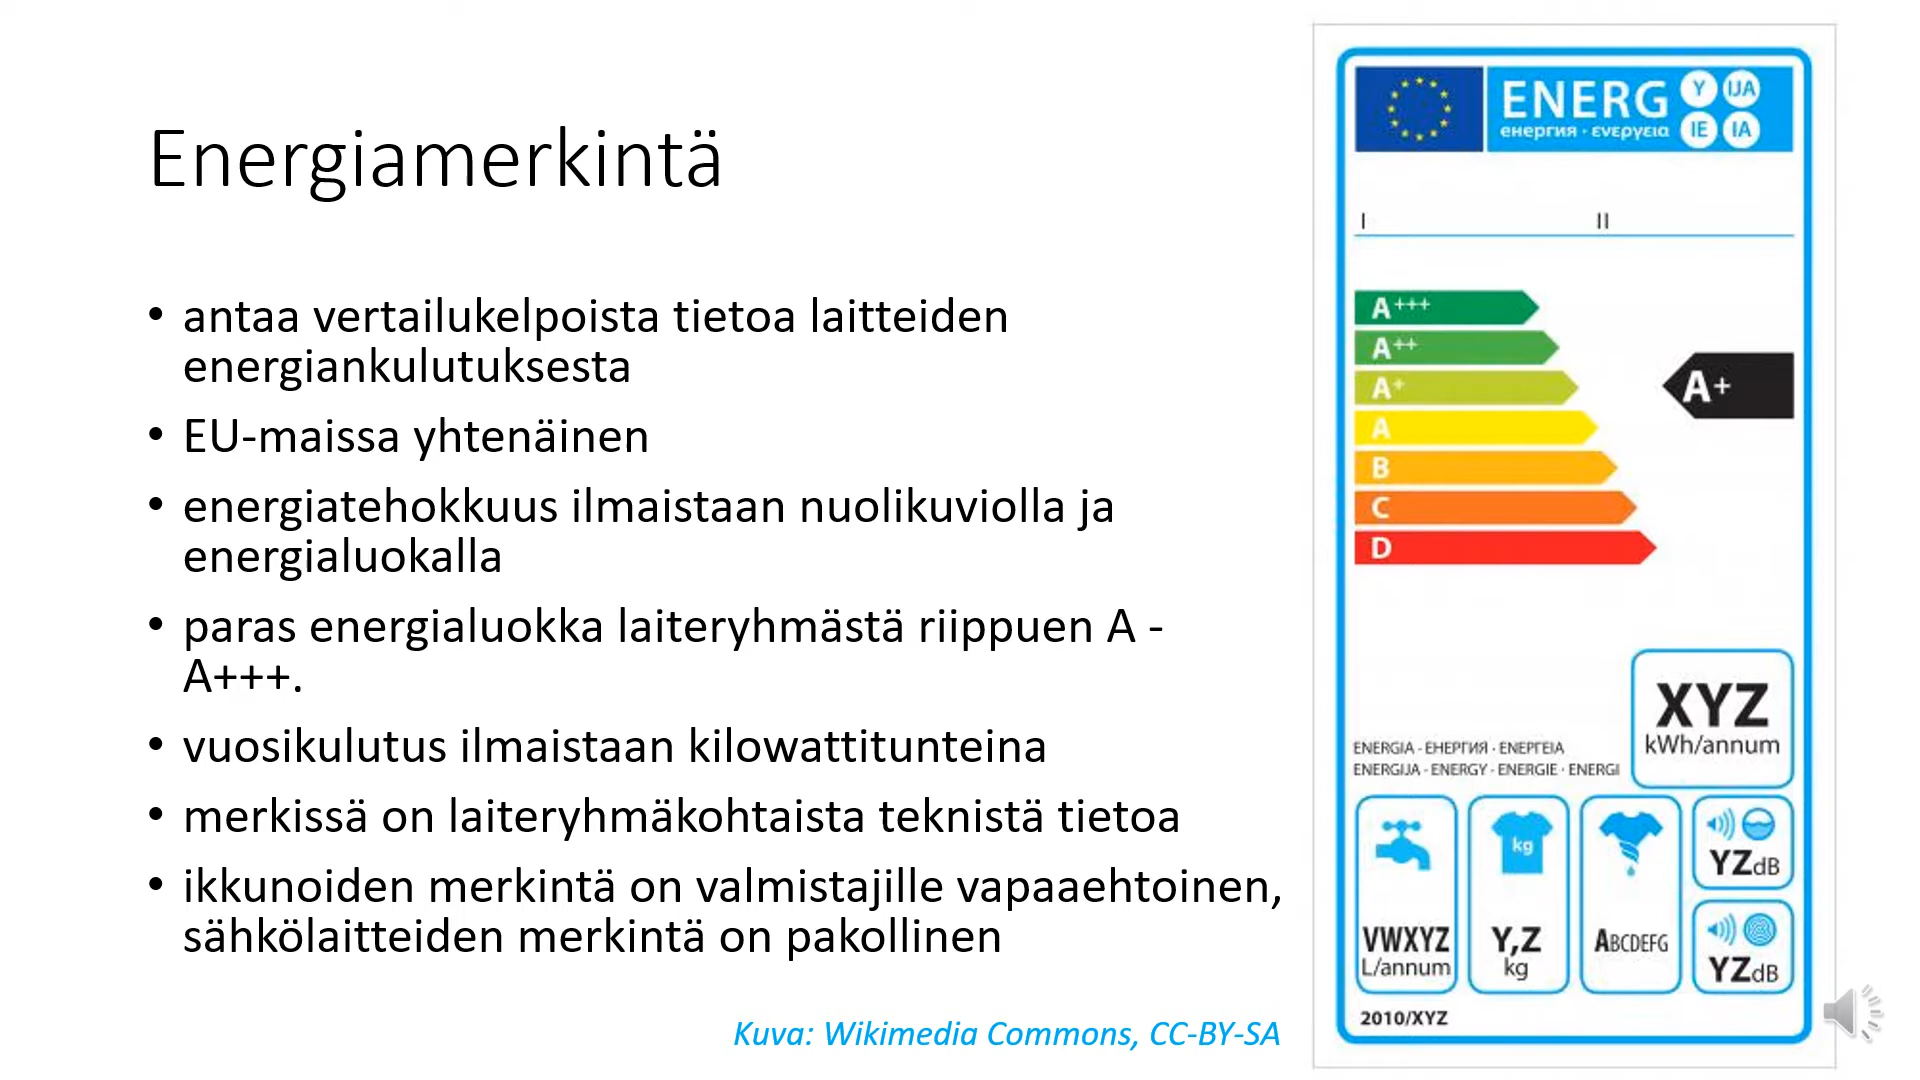 Energiamerkintä
• antaa vertailukelpoista tietoa laitteiden
energiankulutuksesta
• EU-maissa yhtenäinen
• energiatehokkuus ilmaistaan nuolikuviolla ja
energialuokalla
• paras energialuokka laiteryhmästä riippuen A -
A+++.
• vuosikulutus ilmaistaan kilowattitunteina
• merkissä on laiteryhmäkohtaista teknistä tietoa
• ikkunoiden merkintä on valmistajille vapaaehtoinen,
sähkölaitteiden merkintä on pakollinen
Kuva: Wikimedia Commons, CC-BY-SA
ENERG
енергия · ενεργεια
Y IJA
IE IA
I II
A+++
A++
A+
A
B
C
D
A+
XYZ
kWh/annum
ENERGIA - ЕНЕРГИЯ · ΕΝΕΡΓΕΙΑ
ENERGIJA - ENERGY - ENERGIE · ENERGI
VWXYZ
L/annum
kg
Y,Z
kg
ABCDEFG
YZdB
YZdB
2010/XYZ